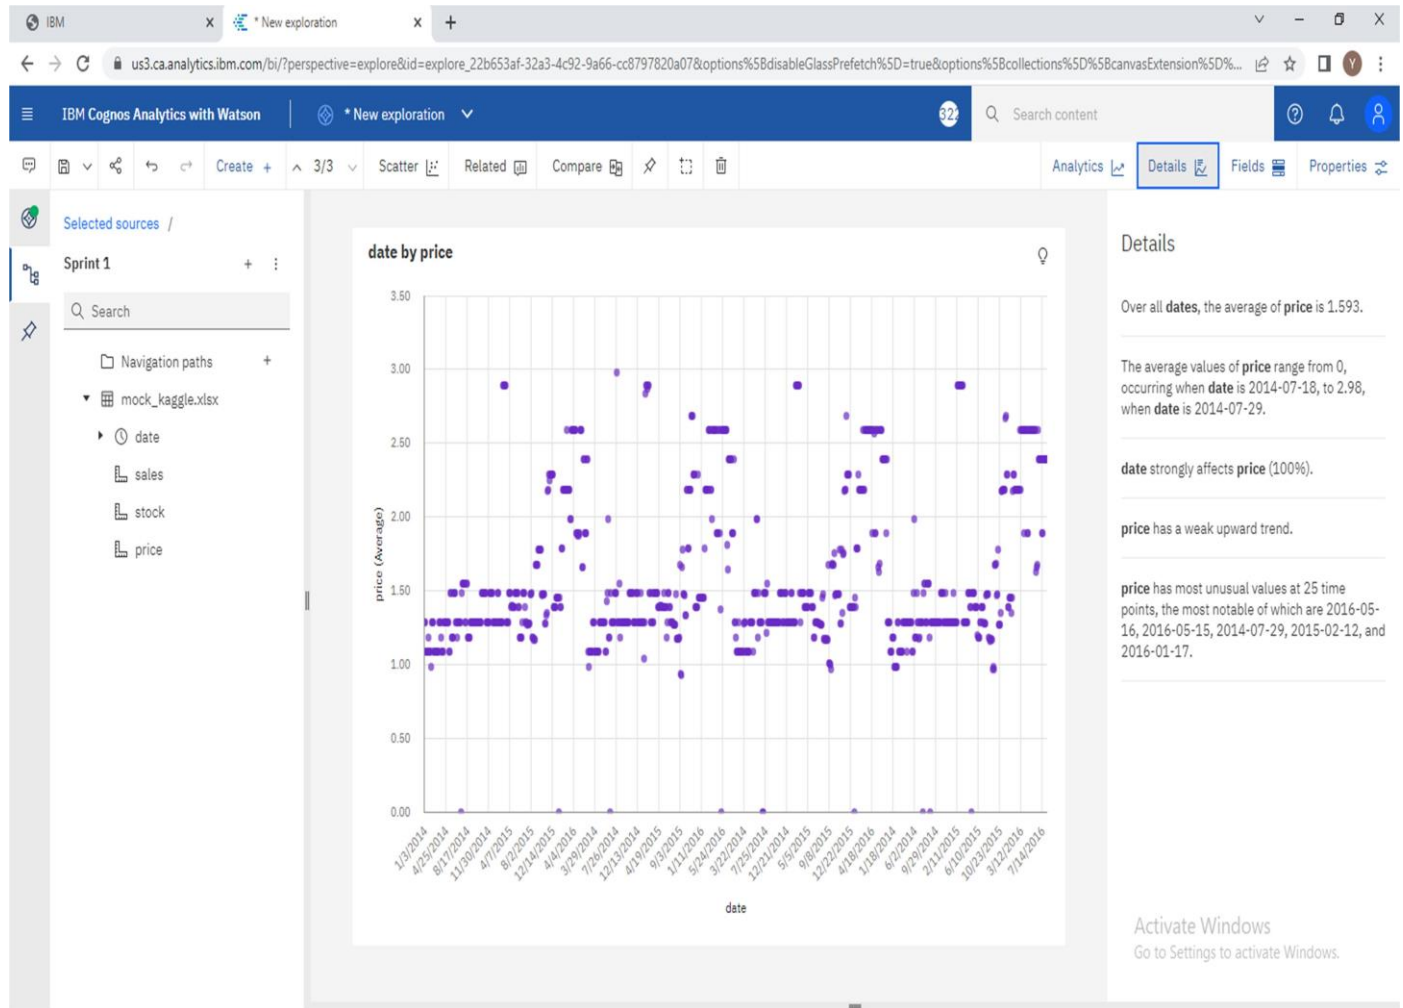 IBM
* New exploration
us3.ca.analytics.ibm.com/bi/?perspective=explore&id=explore_22b653af-32a3-4c92-9a66-cc8797820a07&options%5BdisableGlassPrefetch%5D=true&options%5Bcollections%5D%5BcanvasExtension%5D%...
Y
IBM Cognos Analytics with Watson
* New exploration
322
Search content
Create +
3/3
Scatter
Related
Compare
Analytics
Details
Fields
Properties
Selected sources /
Sprint 1
Search
Navigation paths
mock_kaggle.xlsx
date
sales
stock
price
date by price
3.50
3.00
2.50
2.00
1.50
1.00
0.50
0.00
price (Average)
1/3/2014
4/25/2014
8/17/2014
11/30/2014
4/7/2015
8/2/2015
12/14/2015
4/4/2016
3/29/2014
7/26/2014
12/13/2014
4/19/2015
9/3/2015
1/11/2016
5/24/2016
3/22/2014
7/25/2014
12/21/2014
5/5/2015
9/8/2015
12/22/2015
4/18/2016
1/18/2014
6/2/2014
9/29/2014
2/11/2015
6/10/2015
10/23/2015
3/12/2016
7/14/2016
date
Details
Over all dates, the average of price is 1.593.
The average values of price range from 0,
occurring when date is 2014-07-18, to 2.98,
when date is 2014-07-29.
date strongly affects price (100%).
price has a weak upward trend.
price has most unusual values at 25 time
points, the most notable of which are 2016-05-
16, 2016-05-15, 2014-07-29, 2015-02-12, and
2016-01-17.
Activate Windows
Go to Settings to activate Windows.